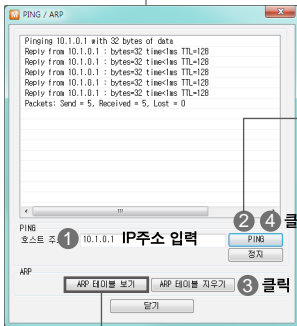 PING / ARP
Pinging 10.1.0.1 with 32 bytes of data
Reply from 10.1.0.1 : bytes=32 time<1ms TTL=128
Reply from 10.1.0.1 : bytes=32 time<1ms TTL=128
Reply from 10.1.0.1 : bytes=32 time<1ms TTL=128
Reply from 10.1.0.1 : bytes=32 time<1ms TTL=128
Reply from 10.1.0.1 : bytes=32 time<1ms TTL=128
Packets: Send = 5, Received = 5, Lost = 0
PING
호스트 주 1 10.1.0.1 IP주소 입력
2 4 클
PING
정지
ARP
ARP 테이블 보기 ARP 테이블 지우기 3 클릭
닫기